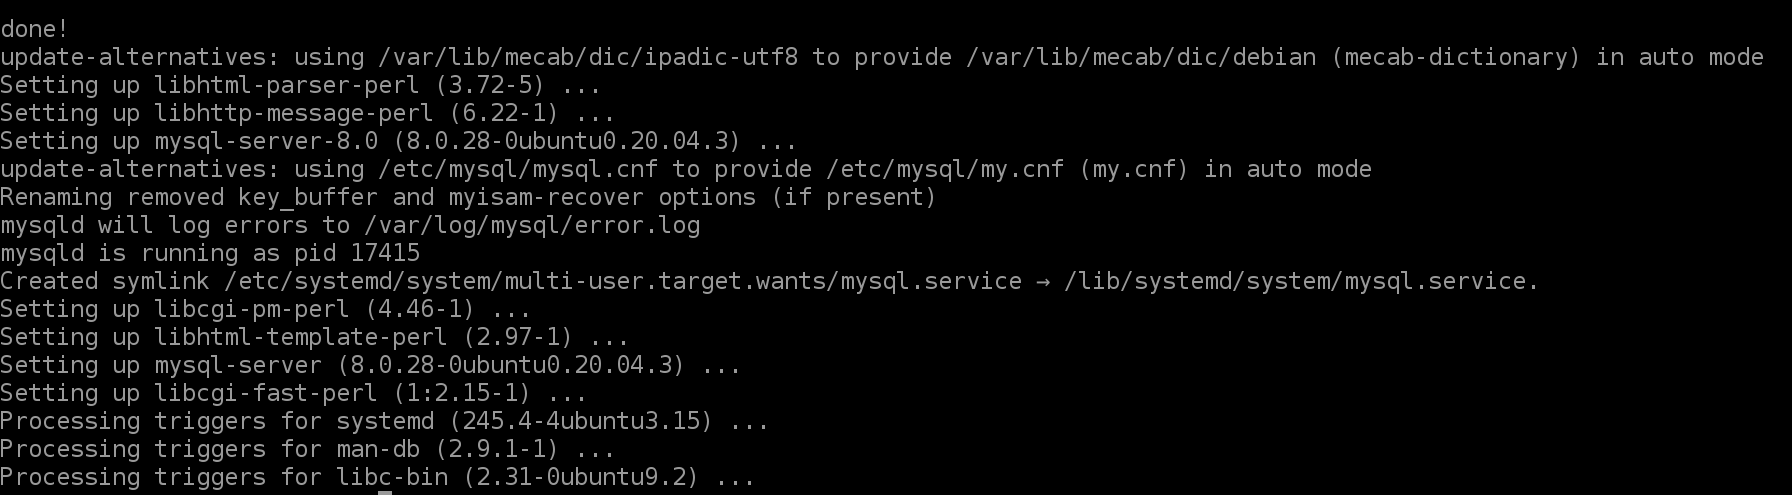 done!
update-alternatives: using /var/lib/mecab/dic/ipadic-utf8 to provide /var/lib/mecab/dic/debian (mecab-dictionary) in auto mode
Setting up libhtml-parser-perl (3.72-5) ...
Setting up libhttp-message-perl (6.22-1) ...
Setting up mysql-server-8.0 (8.0.28-0ubuntu0.20.04.3) ...
update-alternatives: using /etc/mysql/mysql.cnf to provide /etc/mysql/my.cnf (my.cnf) in auto mode
Renaming removed key_buffer and myisam-recover options (if present)
mysqld will log errors to /var/log/mysql/error.log
mysqld is running as pid 17415
Created symlink /etc/systemd/system/multi-user.target.wants/mysql.service → /lib/systemd/system/mysql.service.
Setting up libcgi-pm-perl (4.46-1) ...
Setting up libhtml-template-perl (2.97-1) ...
Setting up mysql-server (8.0.28-0ubuntu0.20.04.3) ...
Setting up libcgi-fast-perl (1:2.15-1) ...
Processing triggers for systemd (245.4-4ubuntu3.15) ...
Processing triggers for man-db (2.9.1-1) ...
Processing triggers for libc-bin (2.31-0ubuntu9.2) ...